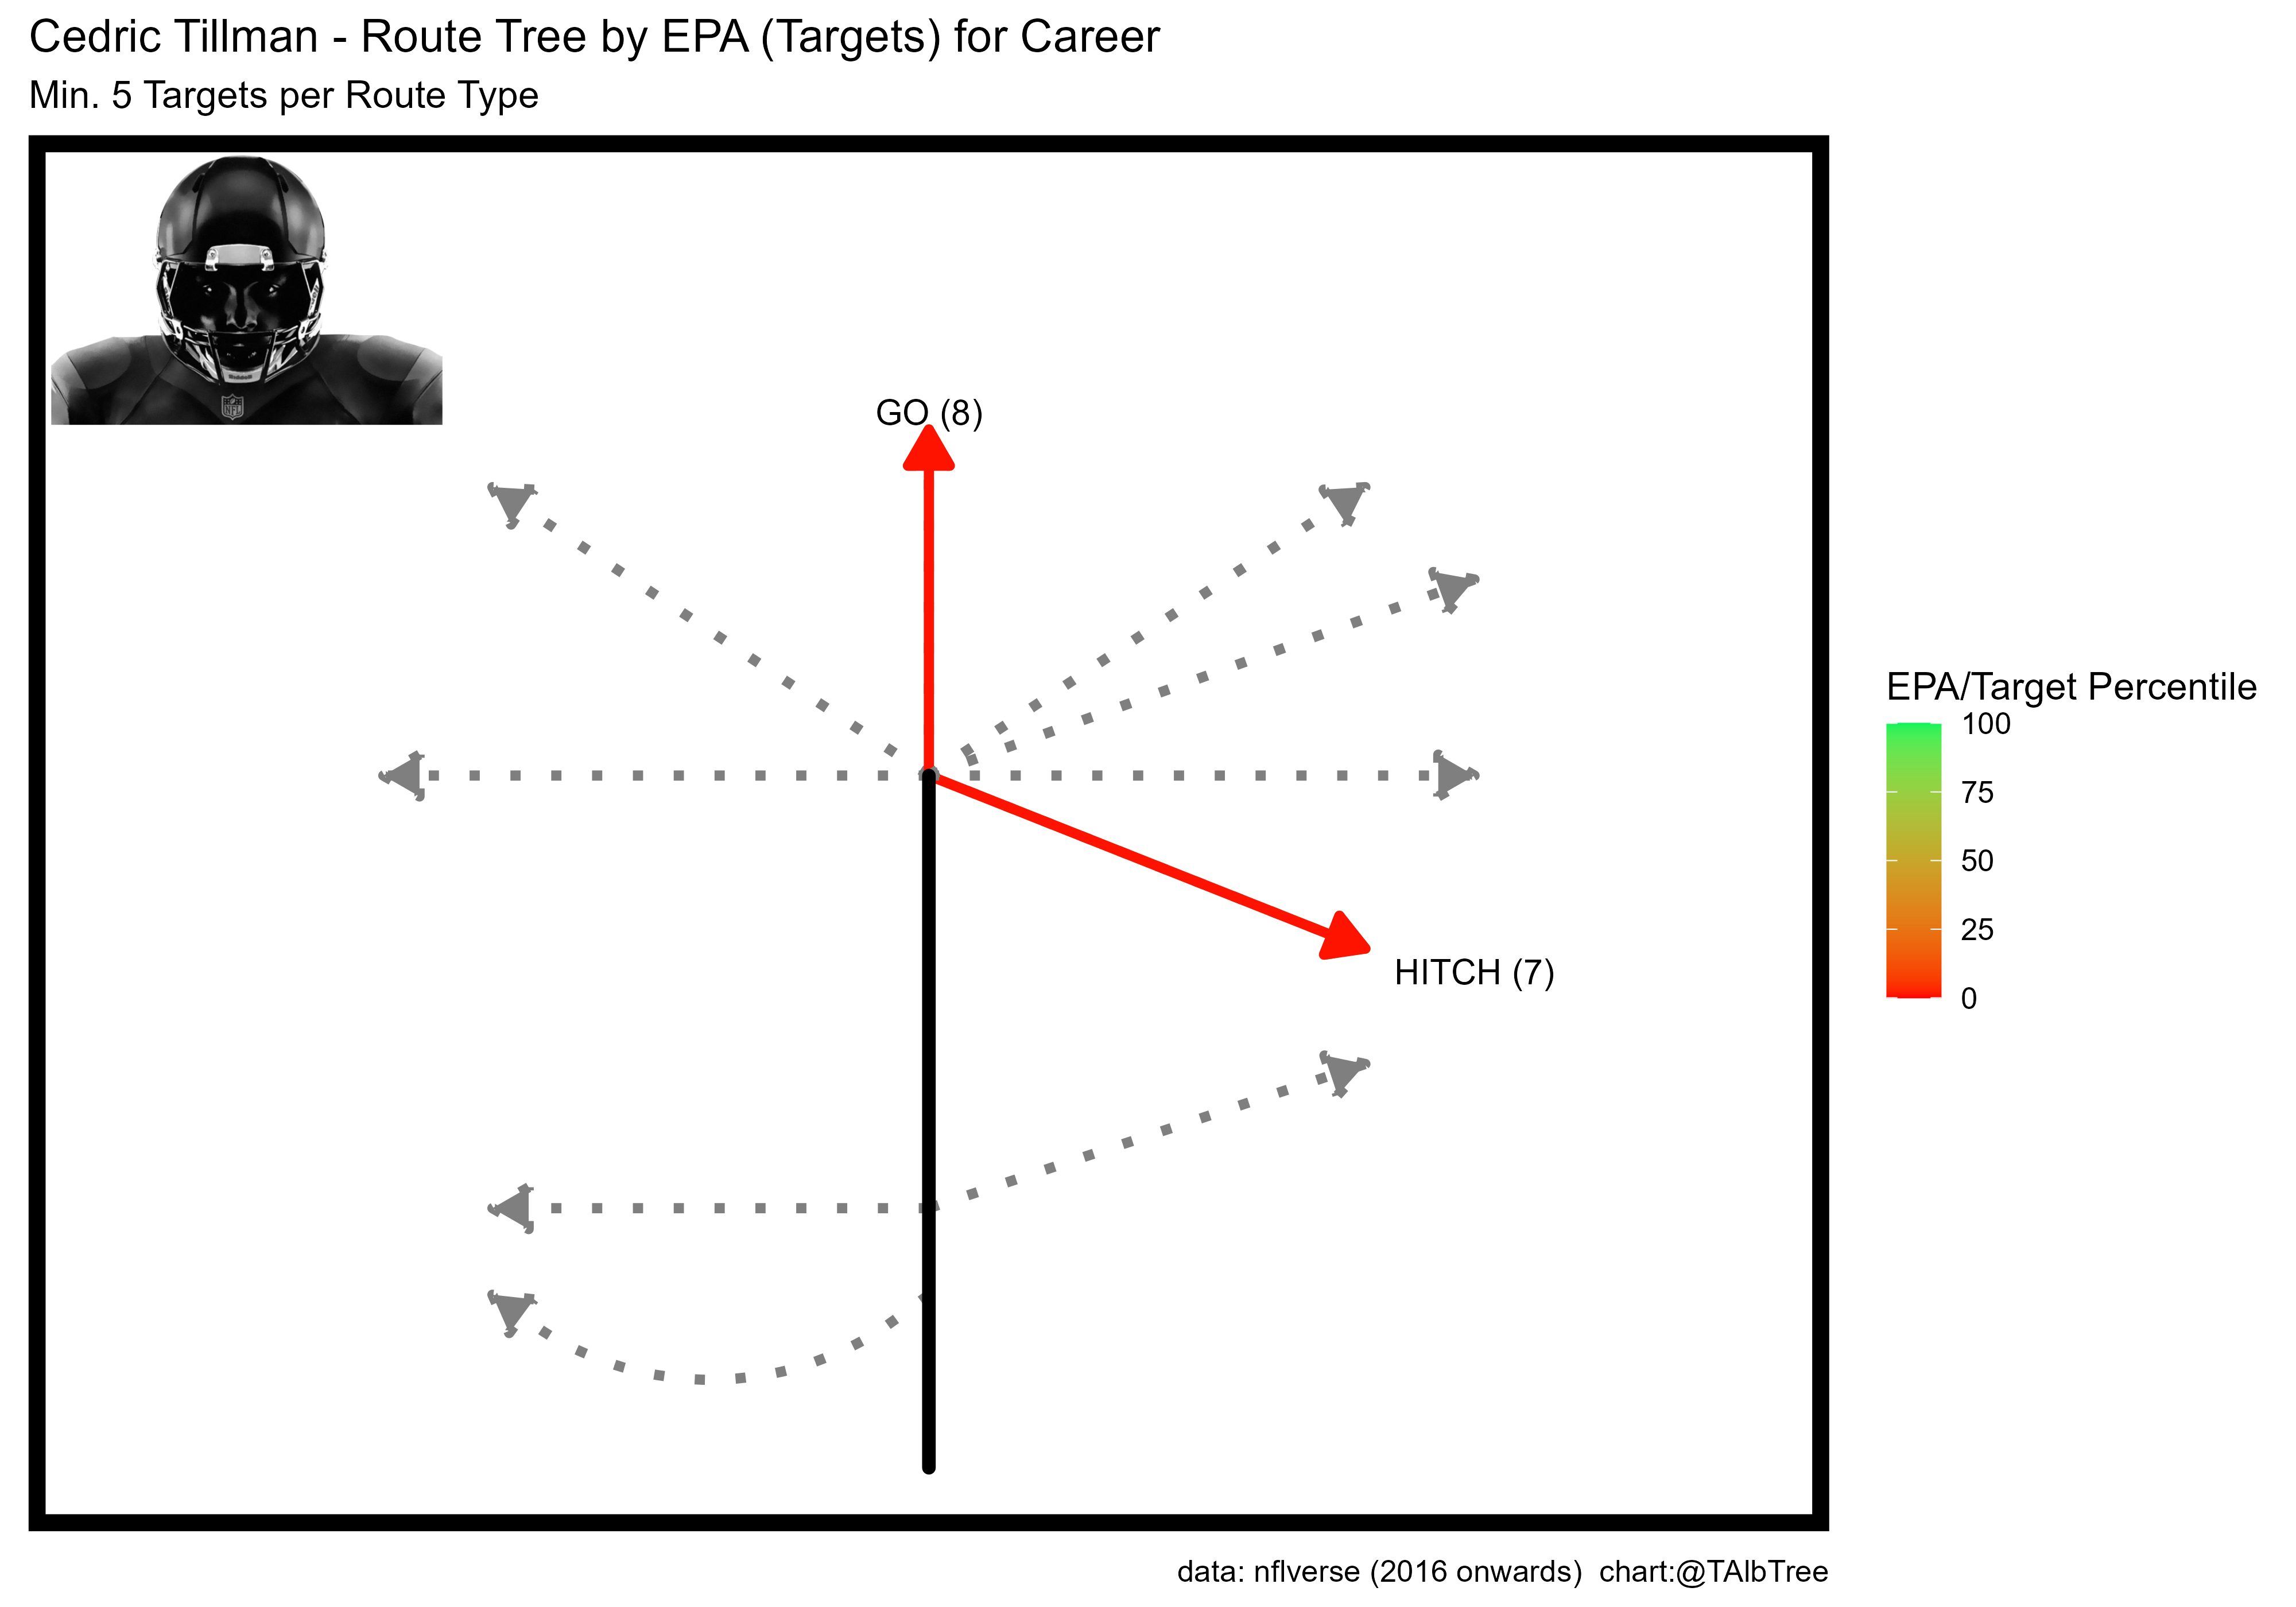 Cedric Tillman - Route Tree by EPA (Targets) for Career
Min. 5 Targets per Route Type
NFL
GO (8)
HITCH (7)
EPA/Target Percentile
100
75
50
25
0
data: nflverse (2016 onwards)  chart:@TAlbTree